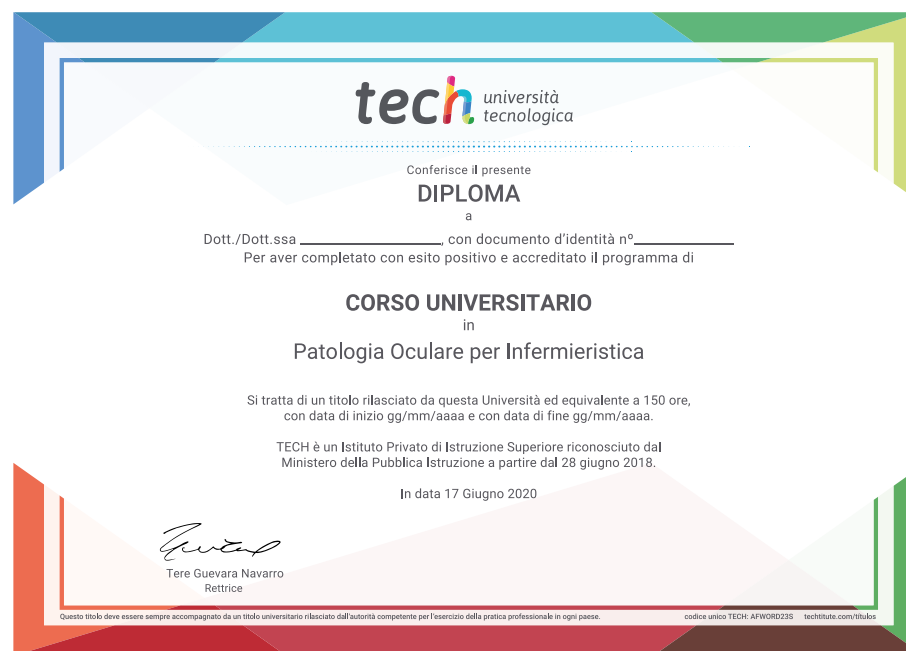 tech università
tecnologica
Conferisce il presente
DIPLOMA
a
Dott./Dott.ssa ____________________, con documento d'identità nº______________
Per aver completato con esito positivo e accreditato il programma di
CORSO UNIVERSITARIO
in
Patologia Oculare per Infermieristica
Si tratta di un titolo rilasciato da questa Università ed equivalente a 150 ore,
con data di inizio gg/mm/aaaa e con data di fine gg/mm/aaaa.
TECH è un Istituto Privato di Istruzione Superiore riconosciuto dal
Ministero della Pubblica Istruzione a partire dal 28 giugno 2018.
In data 17 Giugno 2020
Tere Guevara Navarro
Rettrice
Questo titolo deve essere sempre accompagnato da un titolo universitario rilasciato dall'autorità competente per l'esercizio della pratica professionale in ogni paese. codice unico TECH: AFWORD23S techtitute.com/titulos